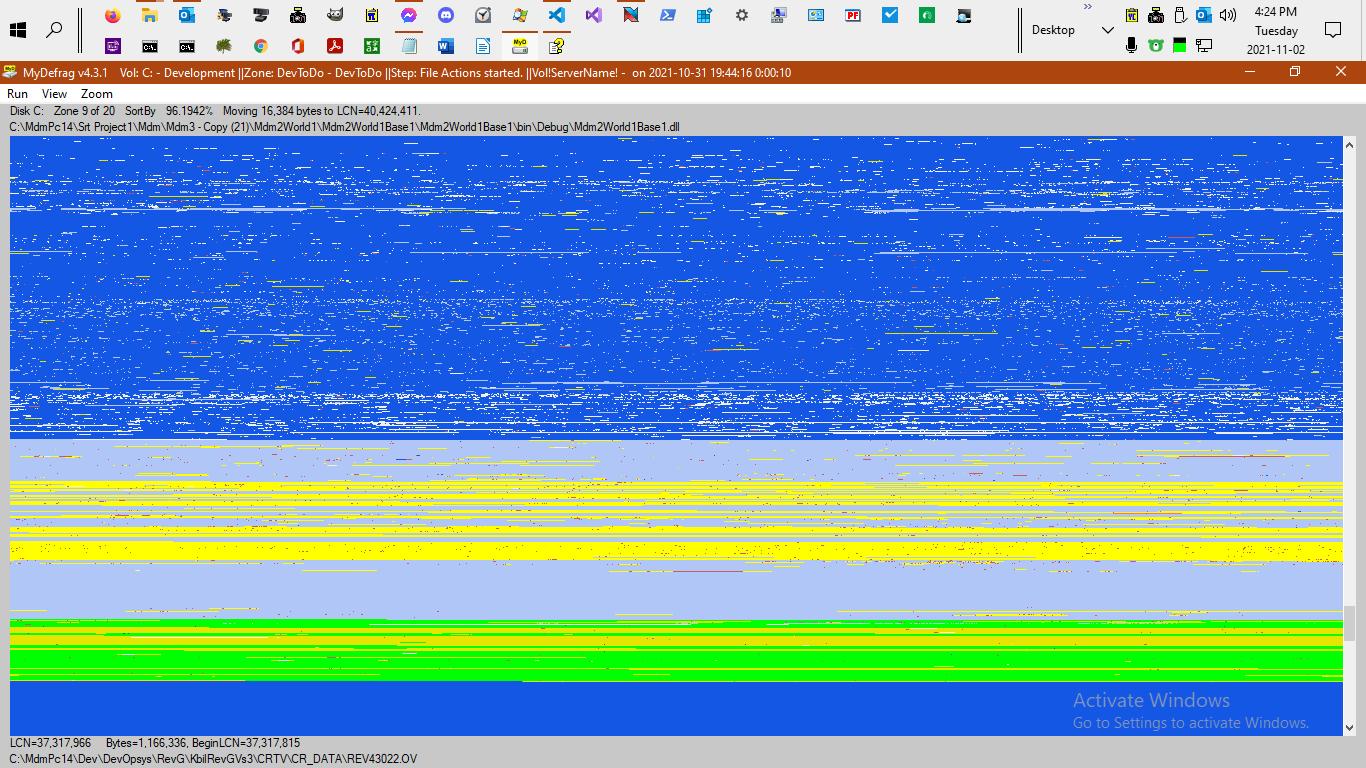 4:24 PM
Desktop
Tuesday
2021-11-02
MyDefrag v4.3.1 Vol: C: - Development ||Zone: DevToDo - DevToDo ||Step: File Actions started. ||Vol!ServerName! - on 2021-10-31 19:44:16 0:00:10
Run View Zoom
Disk C: Zone 9 of 20 SortBy 96.1942% Moving 16,384 bytes to LCN=40,424,411.
C:\MdmPc14\Srt Project1\Mdm\Mdm3 - Copy (21)\Mdm2World1\Mdm2World1Base1\Mdm2World1Base1\bin\Debug\Mdm2World1Base1.dll
Activate Windows
Go to Settings to activate Windows.
LCN=37,317,966 Bytes=1,166,336, BeginLCN=37,317,815
C:\MdmPc14\Dev\DevOpsys\RevG\KbilRevGVs3\CRTV\CR_DATA\REV43022.OV